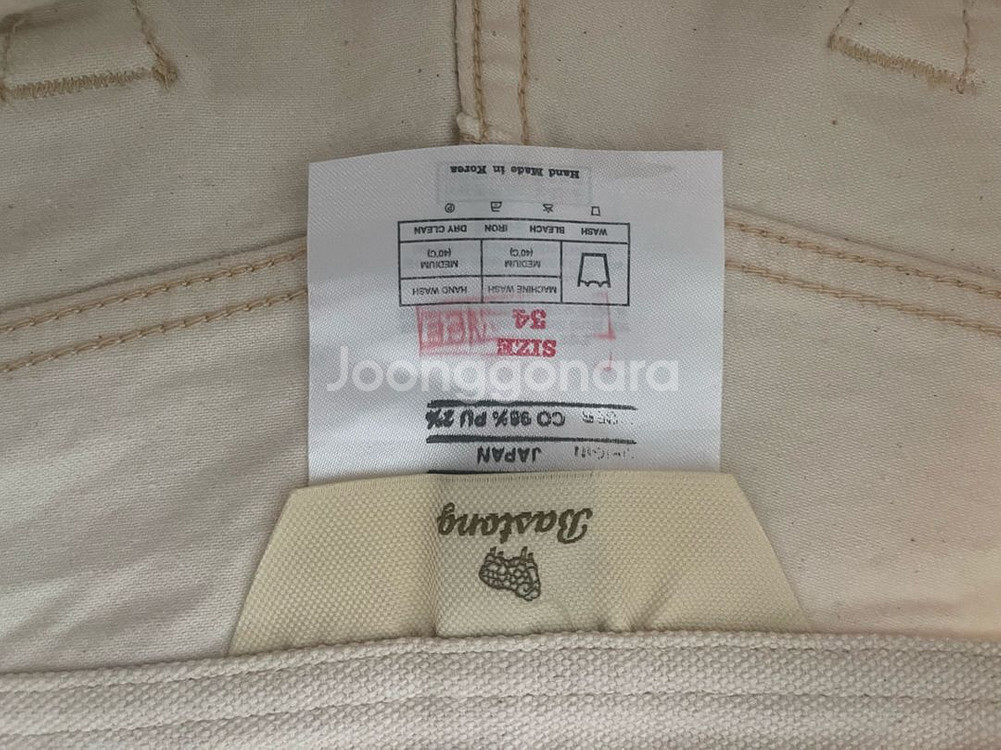 Bastong
JAPAN
CO 98% PU 2%
Joonggonara
SIZE
34
MACHINE WASH HAND WASH
MEDIUM MEDIUM
(40°C) (40°C)
WASH BLEACH IRON DRY CLEAN
P
Hand Made in Korea